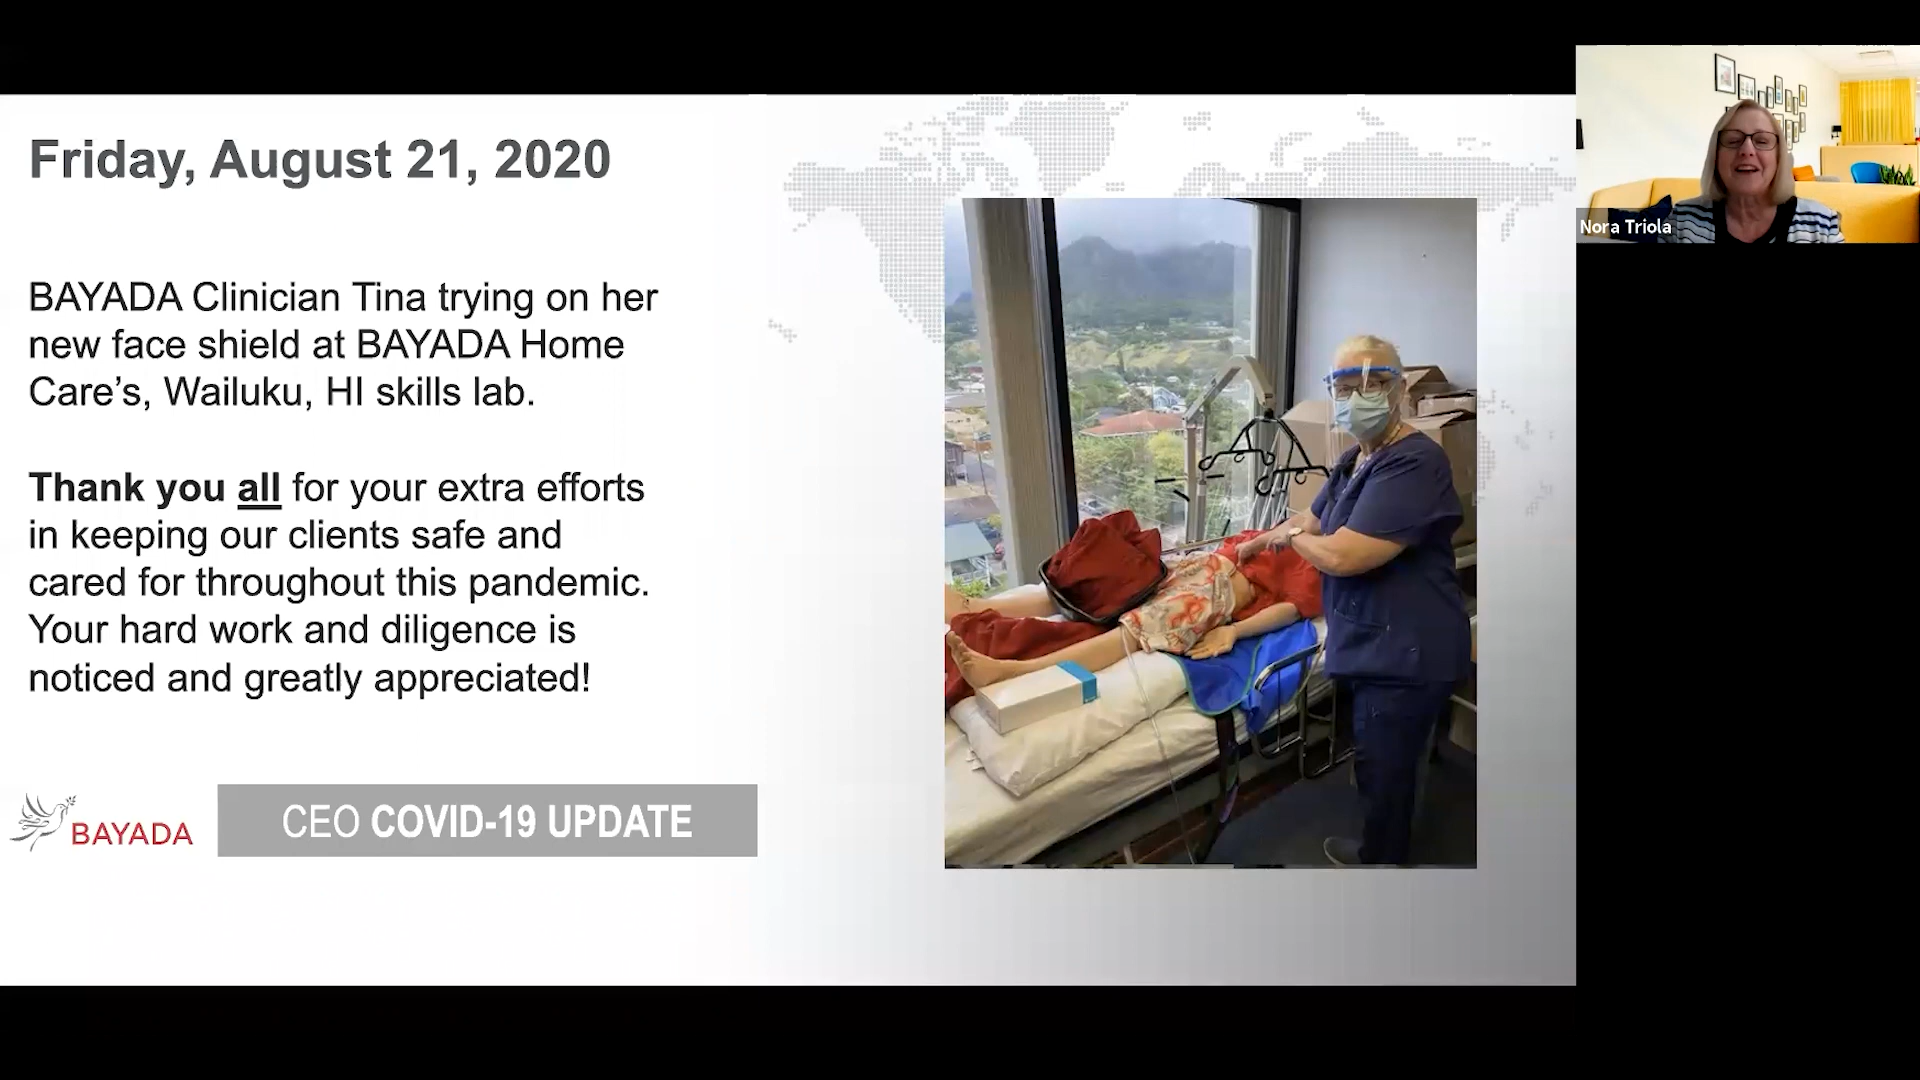 Friday, August 21, 2020
Nora Triola
BAYADA Clinician Tina trying on her
new face shield at BAYADA Home
Care’s, Wailuku, HI skills lab.
Thank you all for your extra efforts
in keeping our clients safe and
cared for throughout this pandemic.
Your hard work and diligence is
noticed and greatly appreciated!
BAYADA
CEO COVID-19 UPDATE